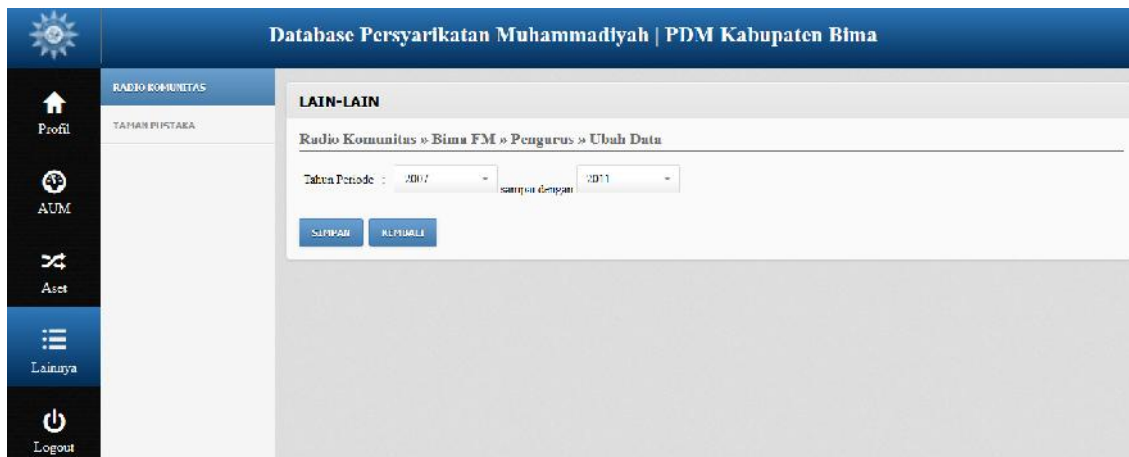 Database Persyarikatan Muhammadiyah | PDM Kabupaten Bima
Profil
AUM
Aset
Lainnya
Logout
RADIO KOMUNITAS
TAMAN PUSTAKA
LAIN-LAIN
Radio Komunitas » Bima FM » Pengurus » Ubah Data
Tahun Periode : 2007 sampai dengan 2011
SIMPAN KEMBALI